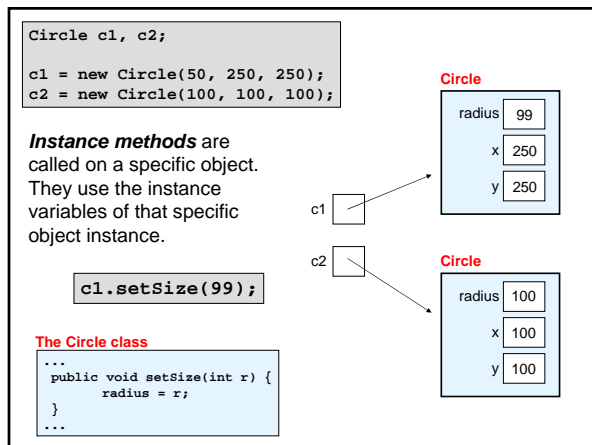 Circle c1, c2;
c1 = new Circle(50, 250, 250);
c2 = new Circle(100, 100, 100);
Instance methods are
called on a specific object.
They use the instance
variables of that specific
object instance.
c1.setSize(99);
The Circle class
...
public void setSize(int r) {
radius = r;
}
...
c1
c2
Circle
radius 99
x 250
y 250
Circle
radius 100
x 100
y 100